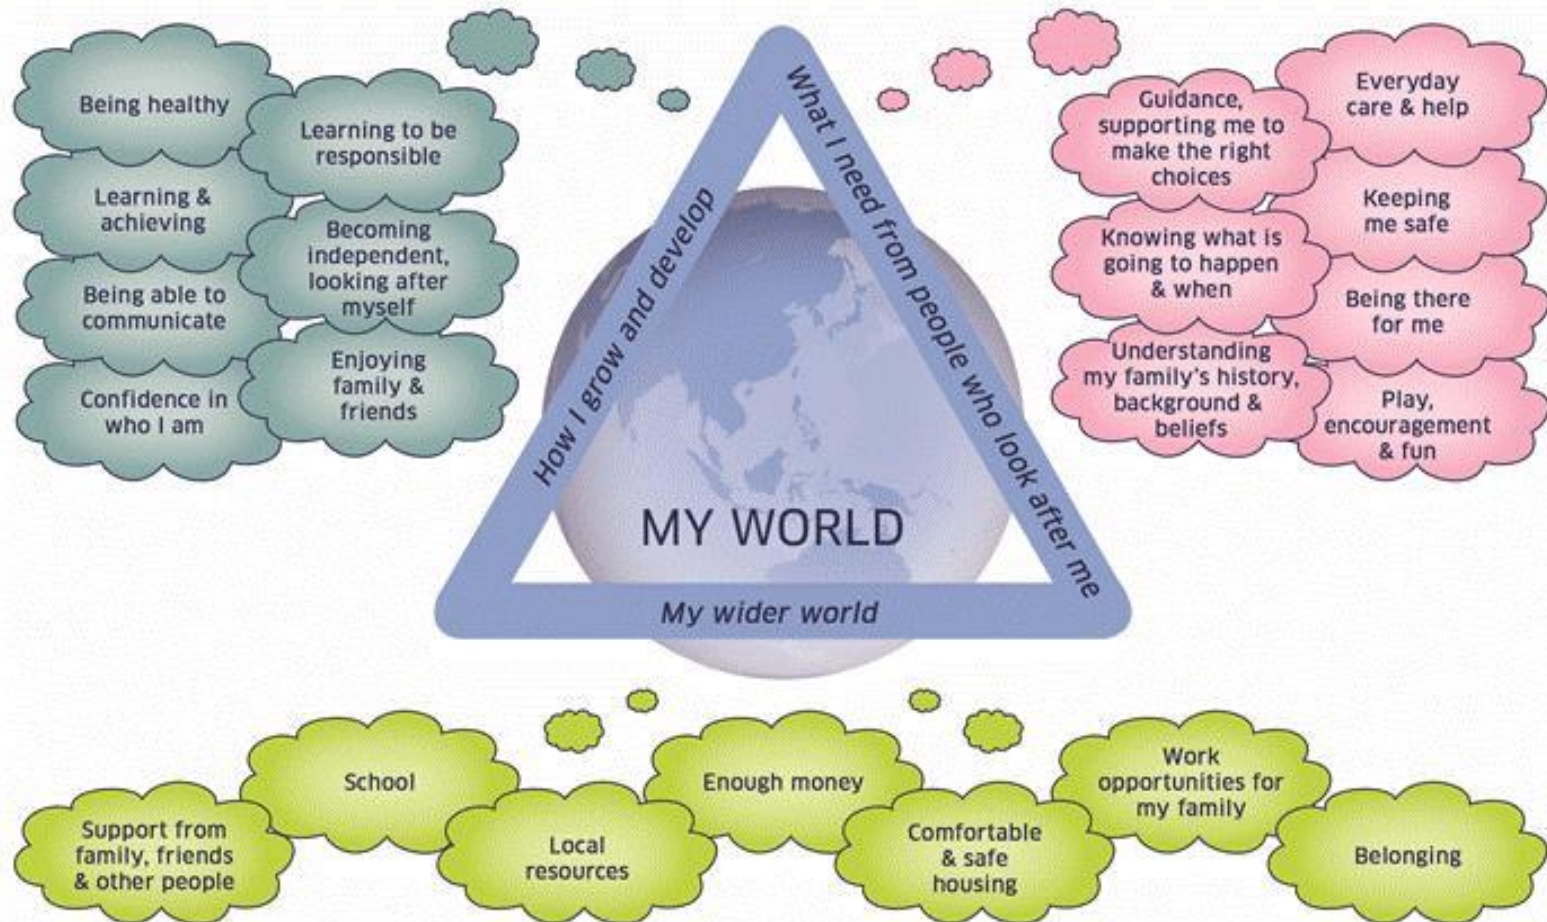 Being healthy
Learning &
achieving
Being able to
communicate
Confidence in
who I am
Learning to be
responsible
Becoming
independent,
looking after
myself
Enjoying
family &
friends
How I grow and develop
What I need from people who look after me
MY WORLD
My wider world
Guidance,
supporting me to
make the right
choices
Knowing what is
going to happen
& when
Understanding
my family's history,
background &
beliefs
Everyday
care & help
Keeping
me safe
Being there
for me
Play,
encouragement
& fun
Support from
family, friends
& other people
School
Local
resources
Enough money
Comfortable
& safe
housing
Work
opportunities for
my family
Belonging